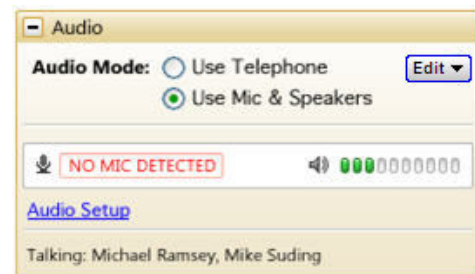 Audio
Audio Mode: Use Telephone Edit
Use Mic & Speakers
NO MIC DETECTED
Audio Setup
Talking: Michael Ramsey, Mike Suding